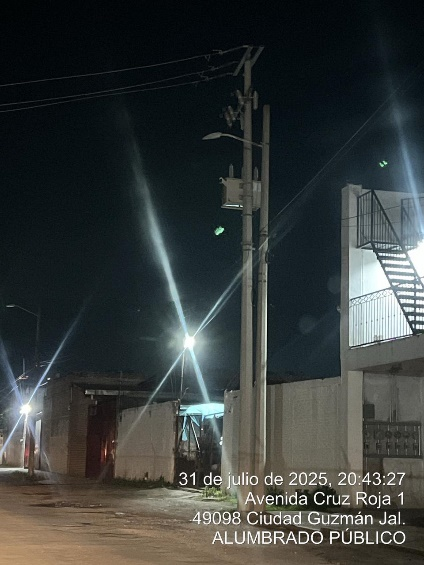 31 de julio de 2025, 20:43:27
Avenida Cruz Roja 1
49098 Ciudad Guzmán Jal.
ALUMBRADO PÚBLICO